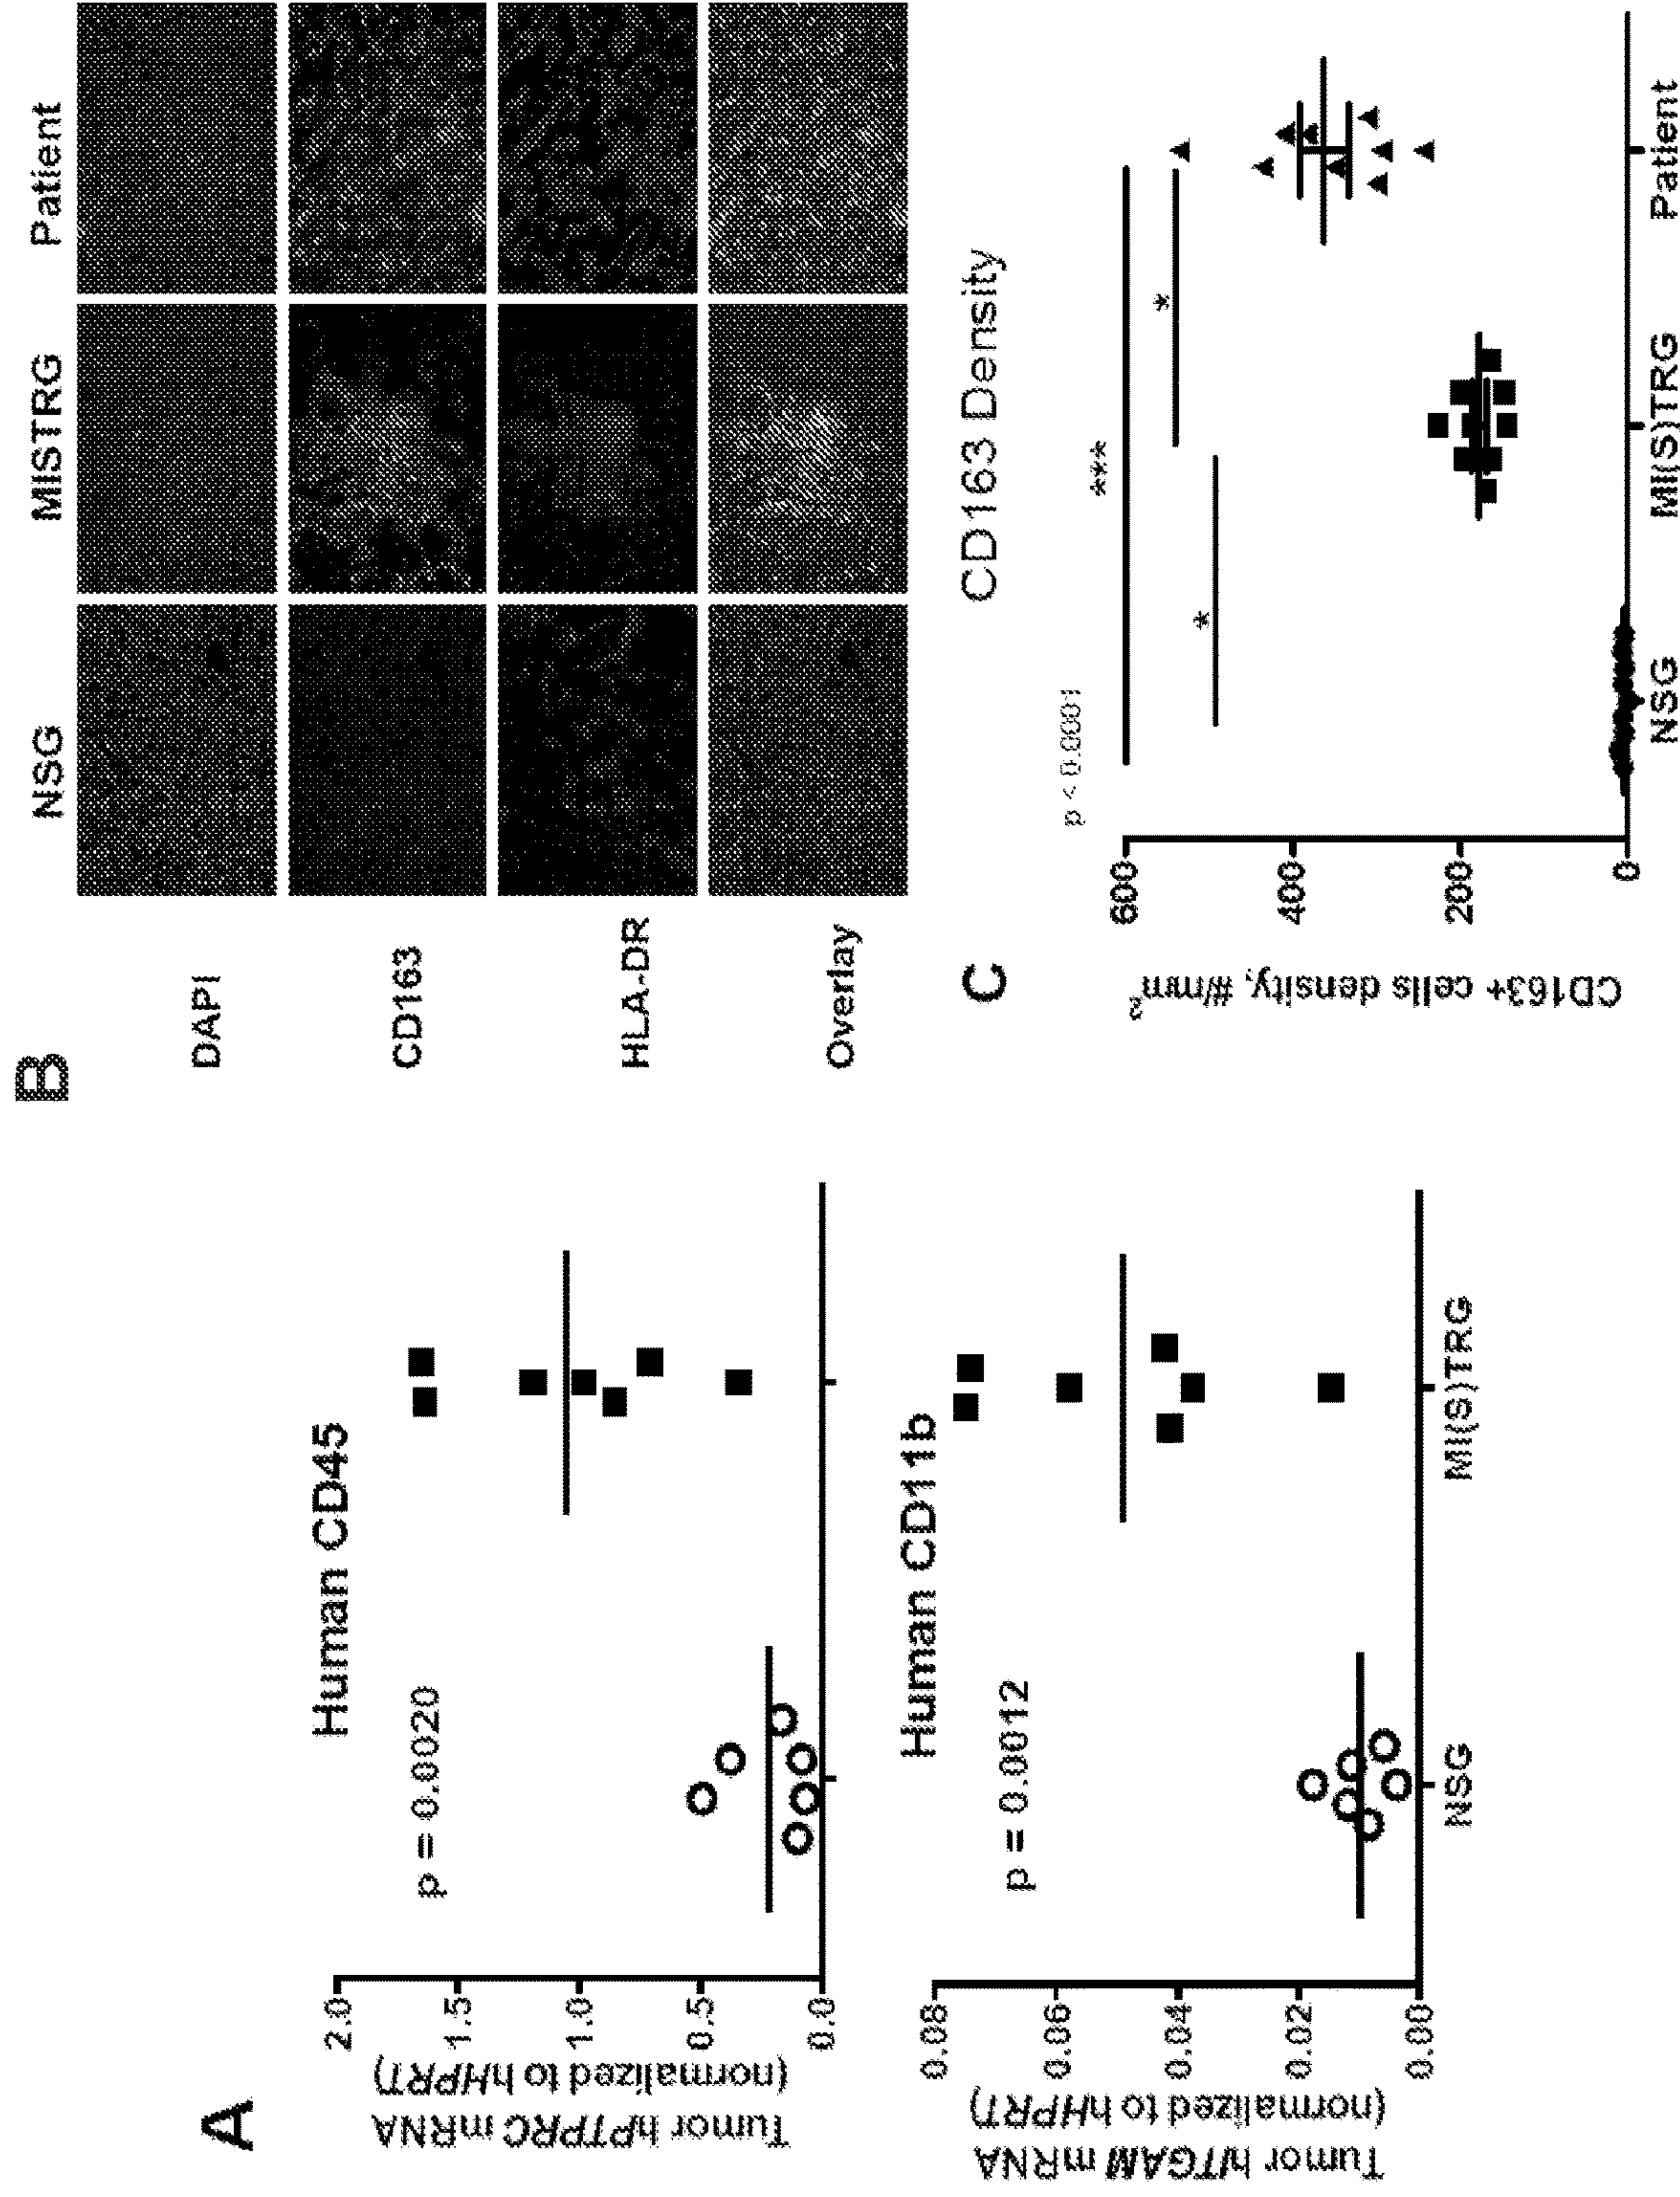 A
Human CD45
p = 0.0020
2.0
1.5
1.0
0.5
0.0
Tumor hPTPRC mRNA
(normalized to hHPRT)
Human CD11b
p = 0.0012
0.08
0.06
0.04
0.02
0.00
Tumor hITGAM mRNA
(normalized to hHPRT)
NSG
MI(S)TRG
B
NSG
MISTRG
Patient
DAPI
CD163
HLA-DR
Overlay
C
CD163 Density
p < 0.0001
***
*
*
600
400
200
0
CD163+ cells density, #/mm²
NSG
MI(S)TRG
Patient